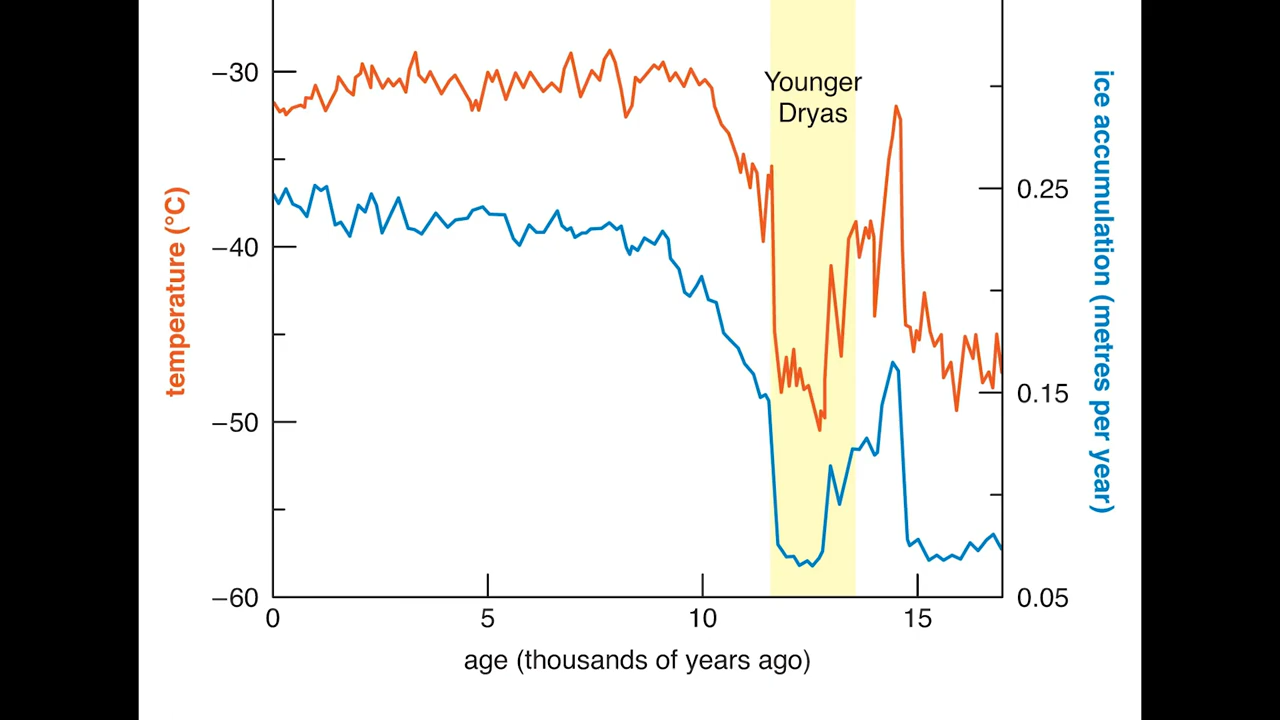 Younger
Dryas
temperature (°C)
–30
–40
–50
–60
ice accumulation (metres per year)
0.25
0.15
0.05
0
5
10
15
age (thousands of years ago)